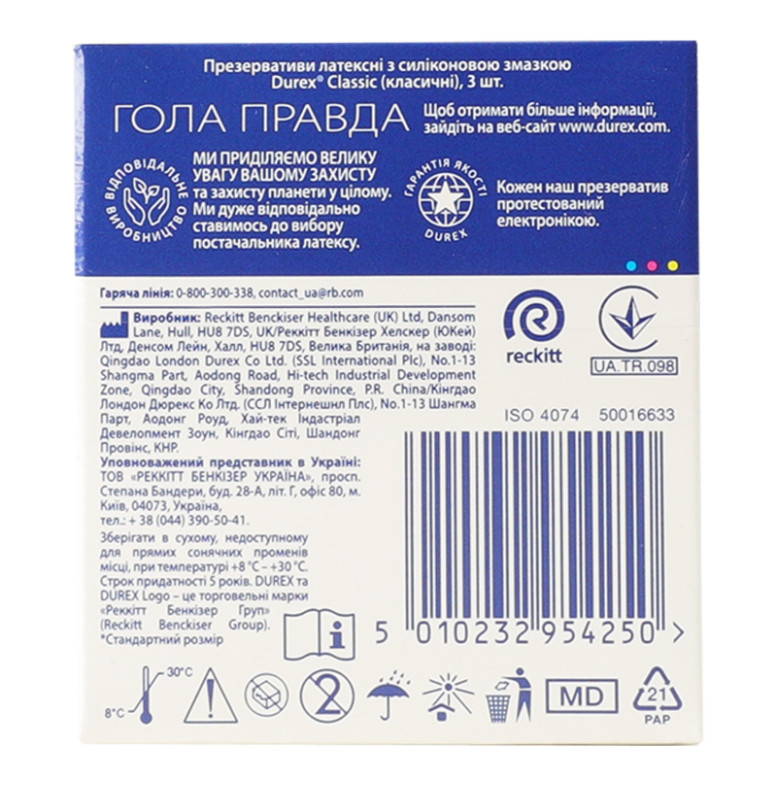 Презервативи латексні з силіконовою змазкою
Durex® Classic (класичні), 3 шт.
ГОЛА ПРАВДА
Щоб отримати більше інформації,
зайдіть на веб-сайт www.durex.com.
ВІДПОВІДАЛЬНЕ ВИРОБНИЦТВО
МИ ПРИДІЛЯЄМО ВЕЛИКУ
УВАГУ ВАШОМУ ЗАХИСТУ
та захисту планети у цілому.
Ми дуже відповідально
ставимось до вибору
постачальника латексу.
ГАРАНТІЯ ЯКОСТІ
DUREX
Кожен наш презерватив
протестований
електронікою.
Гаряча лінія: 0-800-300-338, contact_ua@rb.com
Виробник: Reckitt Benckiser Healthcare (UK) Ltd, Dansom
Lane, Hull, HU8 7DS, UK/Реккітт Бенкізер Хелскер (ЮКей)
Лтд, Денсом Лейн, Халл, HU8 7DS, Велика Британія, на заводі:
Qingdao London Durex Co Ltd. (SSL International Plc), No.1-13
Shangma Part, Aodong Road, Hi-tech Industrial Development
Zone, Qingdao City, Shandong Province, P.R. China/Кінгдао
Лондон Дюрекс Ко Лтд. (ССЛ Інтернешнл Плс), No.1-13 Шангма
Парт, Аодонг Роуд, Хай-тек Індастріал
Девелопмент Зоун, Кінгдао Сіті, Шандонг
Провінс, КНР.
Уповноважений представник в Україні:
ТОВ «РЕККІТТ БЕНКІЗЕР УКРАЇНА», просп.
Степана Бандери, буд. 28-А, літ. Г, офіс 80, м.
Київ, 04073, Україна,
тел.: + 38 (044) 390-50-41.
Зберігати в сухому, недоступному
для прямих сонячних променів
місці, при температурі +8 °С – +30 °С.
Строк придатності 5 років. DUREX та
DUREX Logo – це торговельні марки
«Реккітт Бенкізер Груп»
(Reckitt Benckiser Group).
*Стандартний розмір
reckitt
UA.TR.098
ISO 4074 50016633
5 010232 954250 >
30°C
8°C
2
MD
21
PAP